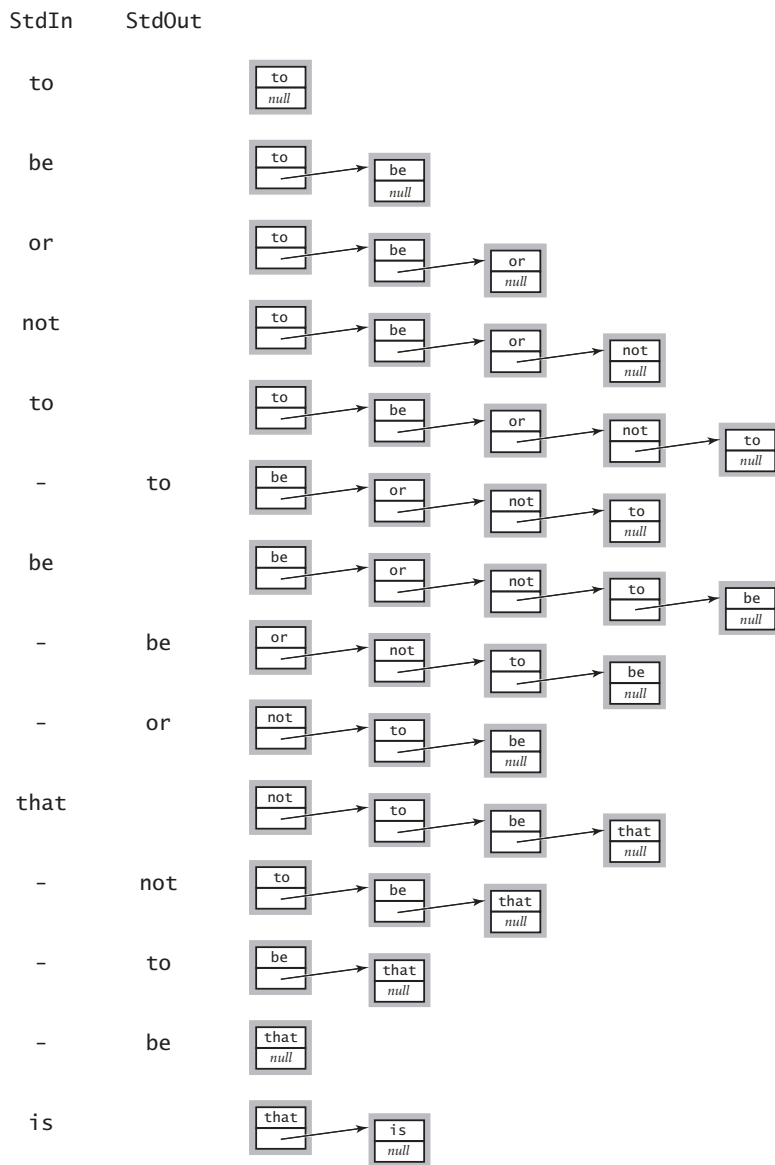 StdIn StdOut
to to
null
be to be
null
or to be or
null
not to be or not
null
to to be or not to
null
- to be or not to
null
be be or not to be
null
- be or not to be
null
- or not to be
null
that not to be that
null
- not to be that
null
- to be that
null
- be that
null
is that is
null